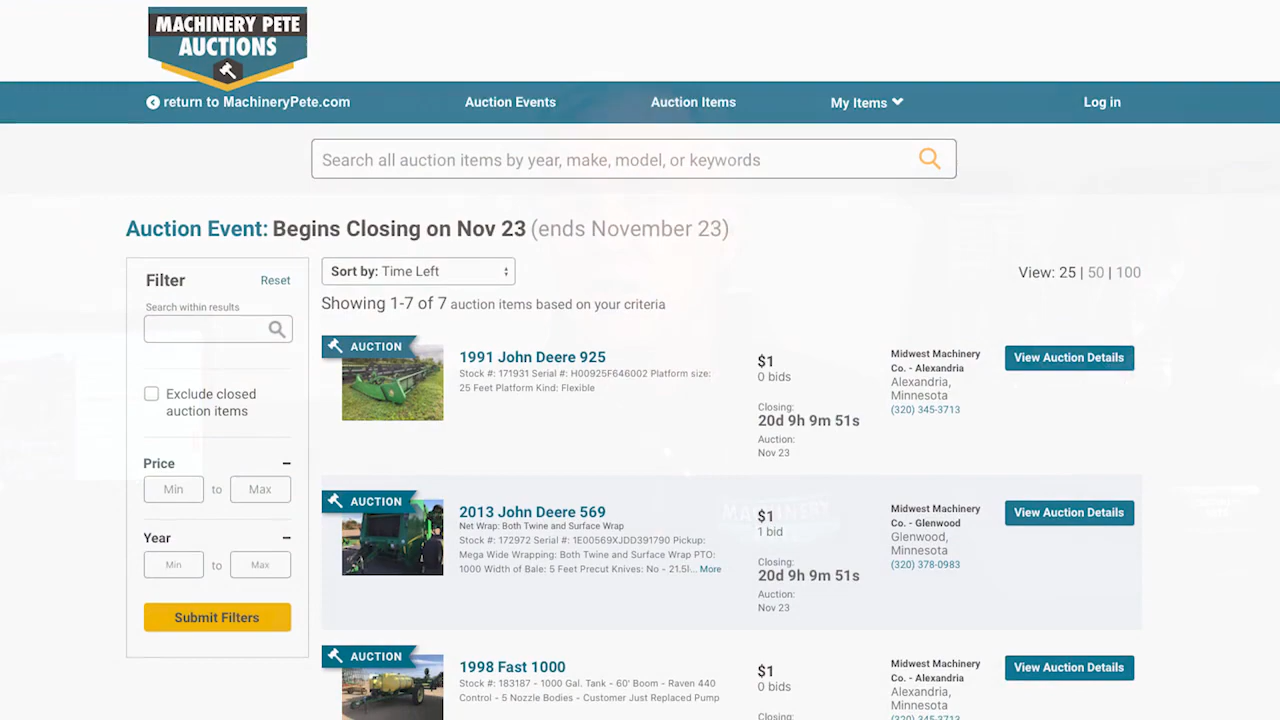 MACHINERY PETE
AUCTIONS
return to MachineryPete.com
Auction Events
Auction Items
My Items
Log in
Search all auction items by year, make, model, or keywords
Auction Event: Begins Closing on Nov 23 (ends November 23)
Filter
Reset
Search within results
Exclude closed
auction items
Price
Min to Max
Year
Min to Max
Submit Filters
Sort by: Time Left
View: 25 | 50 | 100
Showing 1-7 of 7 auction items based on your criteria
AUCTION
1991 John Deere 925
Stock #: 171931 Serial #: H00925F646002 Platform size:
25 Feet Platform Kind: Flexible
$1
0 bids
Closing:
20d 9h 9m 51s
Auction:
Nov 23
Midwest Machinery
Co. - Alexandria
Alexandria,
Minnesota
(320) 345-3713
View Auction Details
AUCTION
2013 John Deere 569
Net Wrap: Both Twine and Surface Wrap
Stock #: 172972 Serial #: 1E00569XJDD391790 Pickup:
Mega Wide Wrapping: Both Twine and Surface Wrap PTO:
1000 Width of Bale: 5 Feet Precut Knives: No - 21.5l-... More
$1
1 bid
Closing:
20d 9h 9m 51s
Auction:
Nov 23
Midwest Machinery
Co. - Glenwood
Glenwood,
Minnesota
(320) 378-0983
View Auction Details
AUCTION
1998 Fast 1000
Stock #: 183187 - 1000 Gal. Tank - 60' Boom - Raven 440
Control - 5 Nozzle Bodies - Customer Just Replaced Pump
$1
0 bids
Closing:
Midwest Machinery
Co. - Alexandria
Alexandria,
Minnesota
(320) 345-3713
View Auction Details